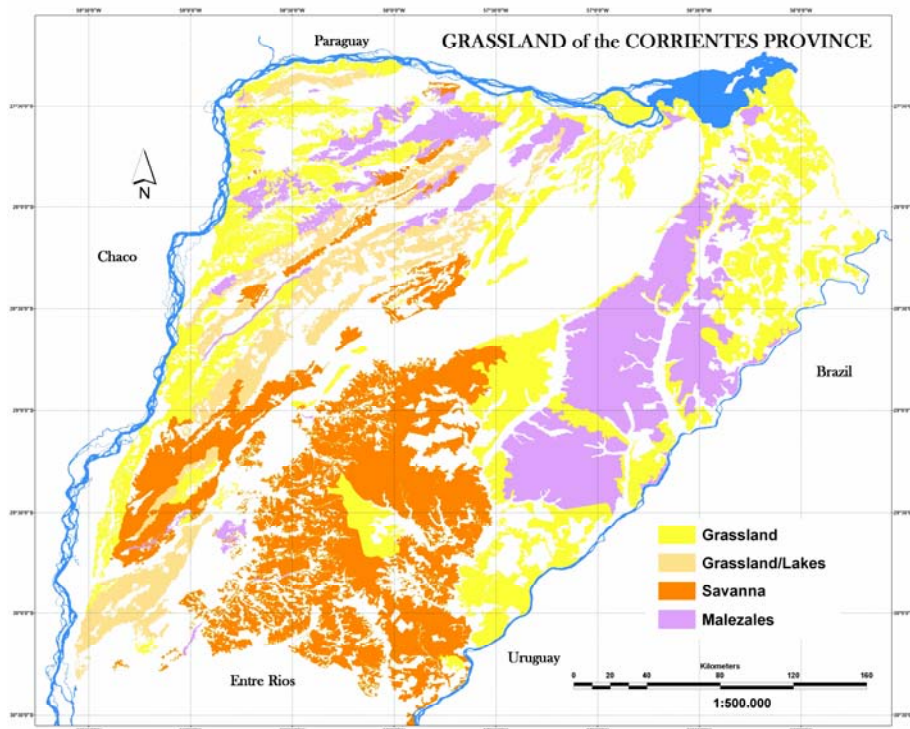 Paraguay
GRASSLAND of the CORRIENTES PROVINCE
N
Chaco
Brazil
Grassland
Grassland/Lakes
Savanna
Malezales
Uruguay
Entre Rios
Kilometers
0 10 20 40 80 120 160
1:500.000